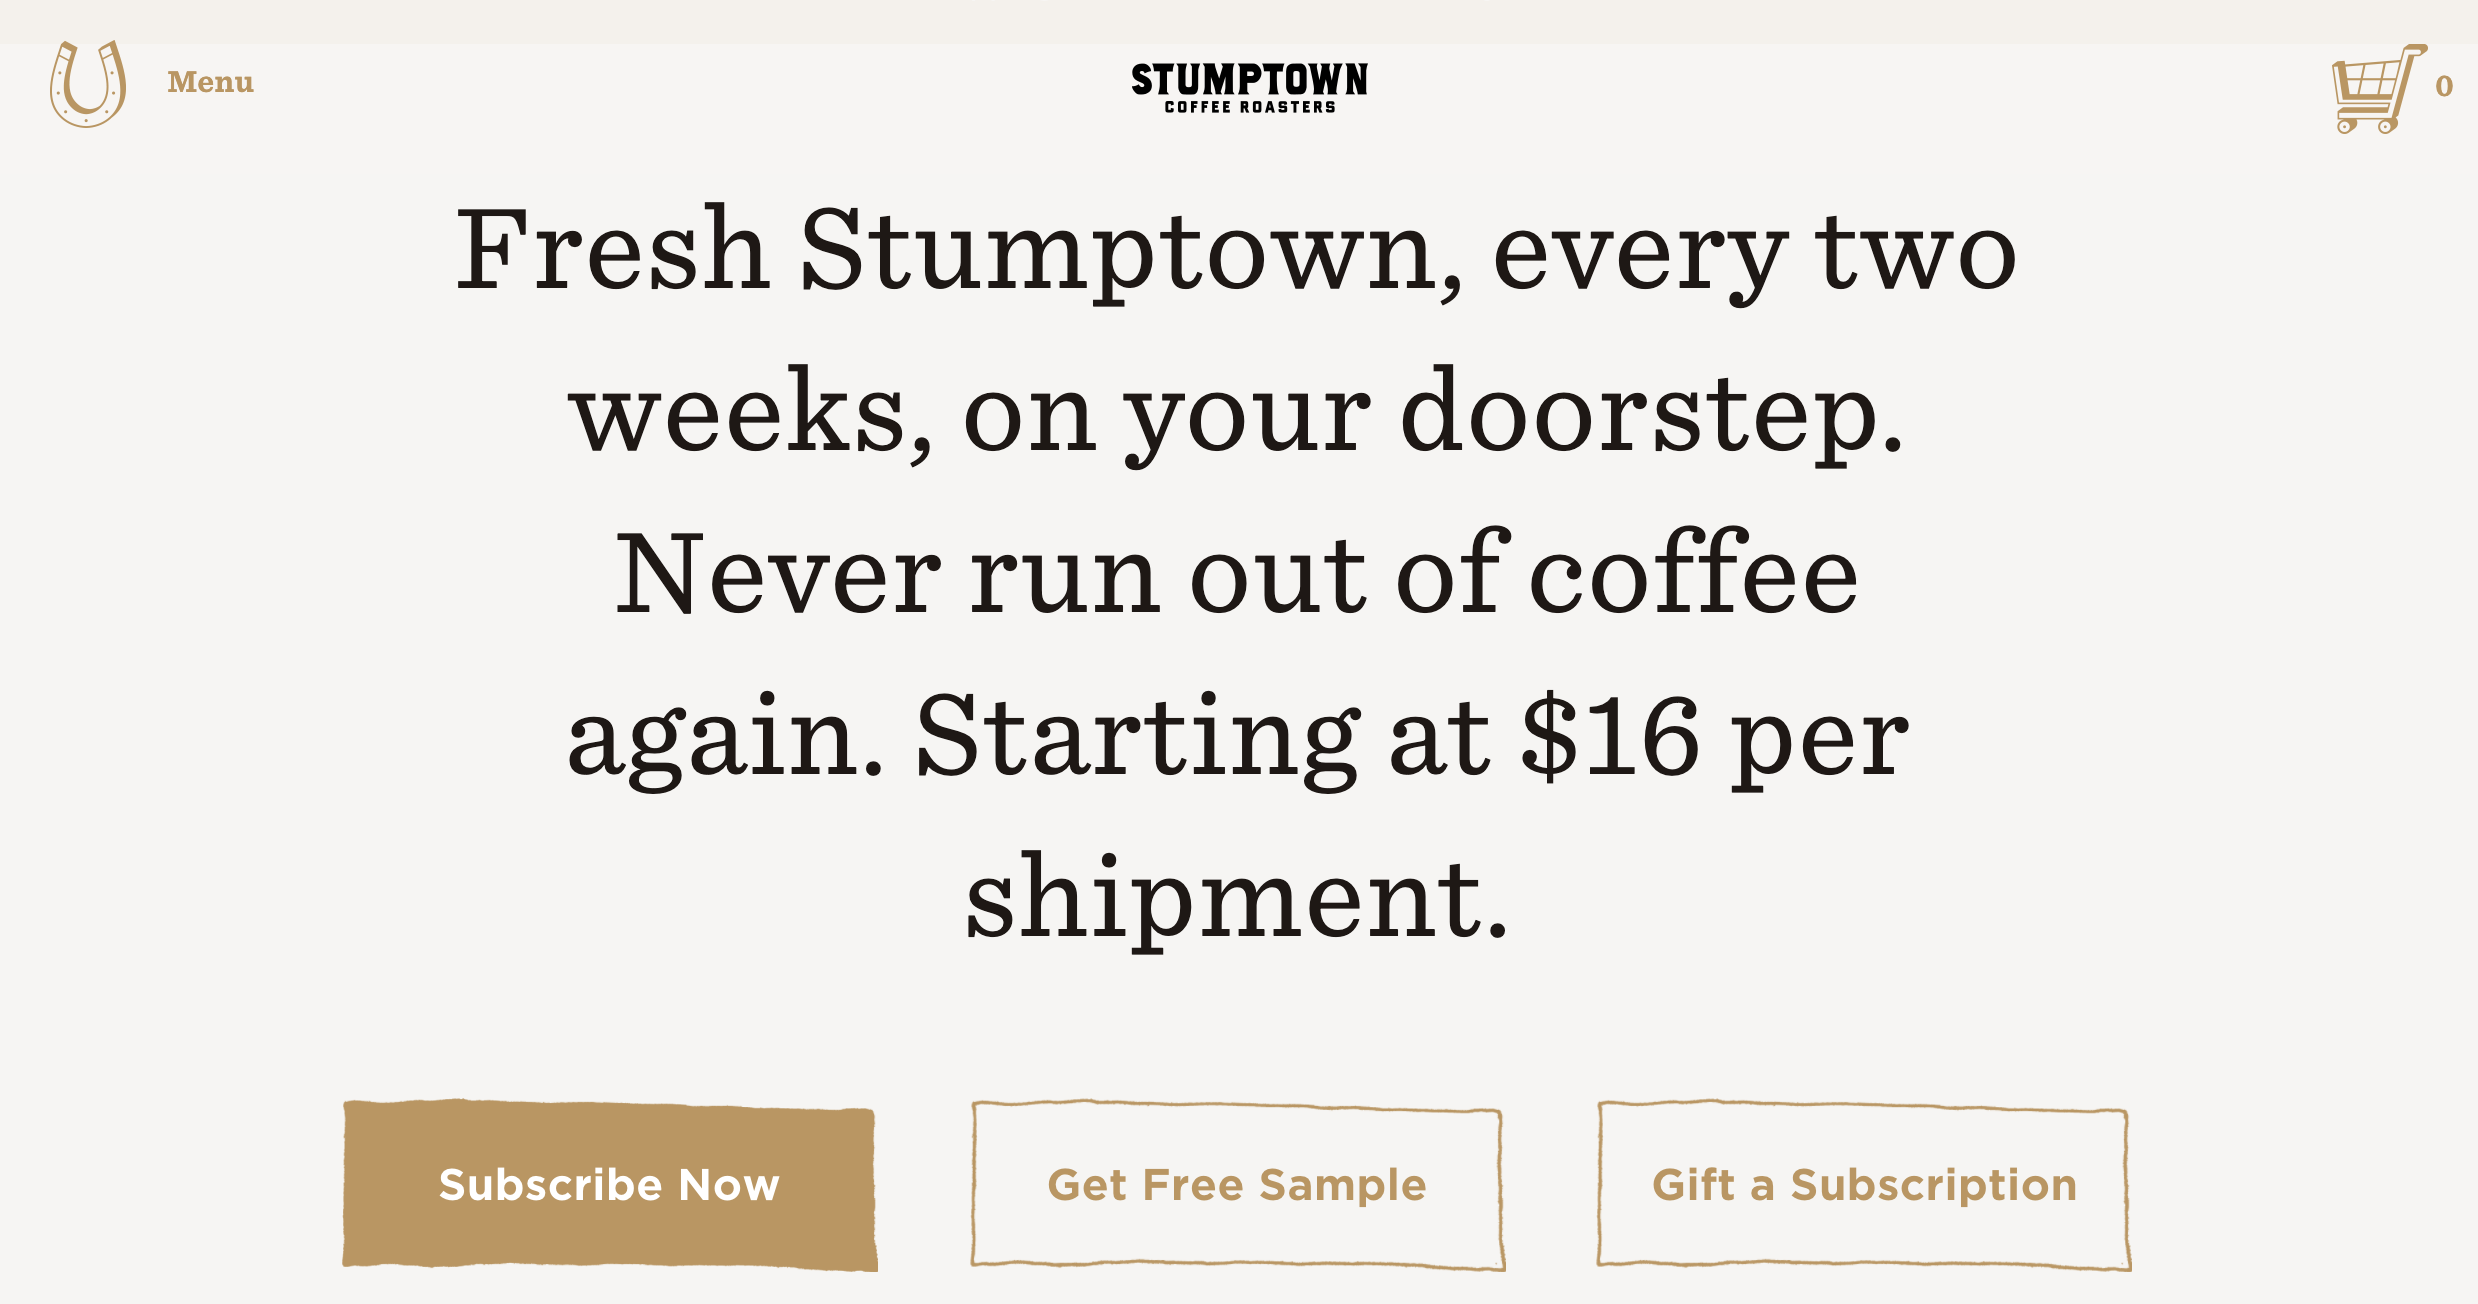 Menu
STUMPTOWN
COFFEE ROASTERS
0
Fresh Stumptown, every two
weeks, on your doorstep.
Never run out of coffee
again. Starting at $16 per
shipment.
Subscribe Now
Get Free Sample
Gift a Subscription